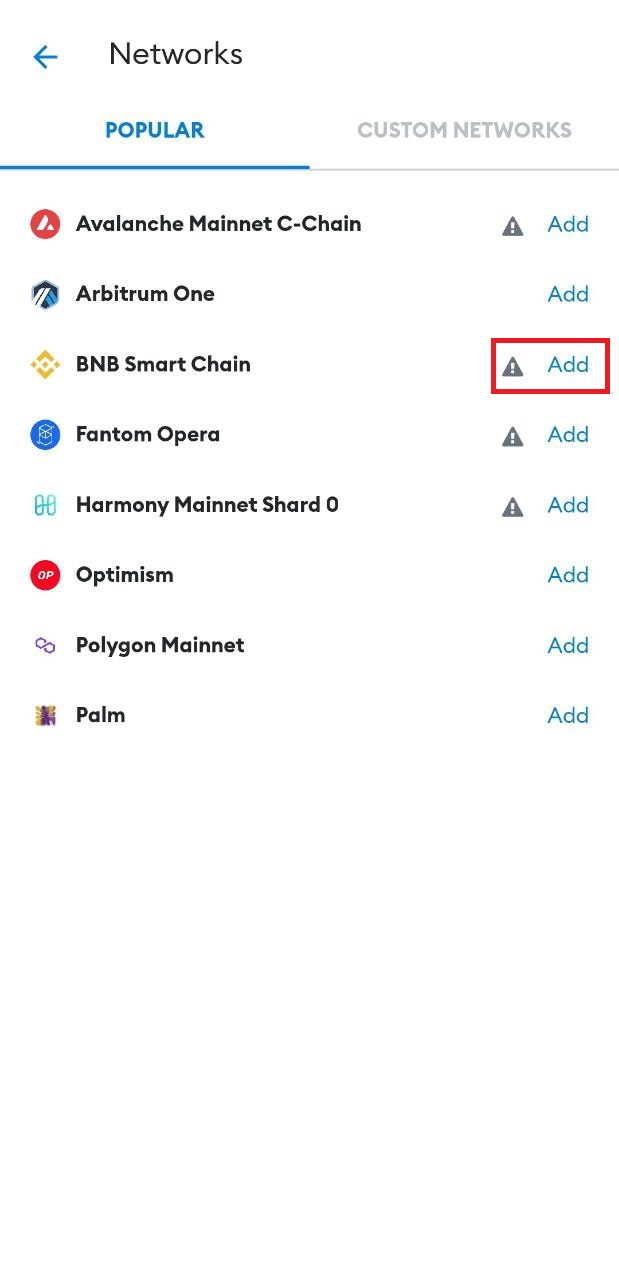 Networks
POPULAR CUSTOM NETWORKS
Avalanche Mainnet C-Chain Add
Arbitrum One Add
BNB Smart Chain Add
Fantom Opera Add
Harmony Mainnet Shard 0 Add
OP Optimism Add
Polygon Mainnet Add
Palm Add